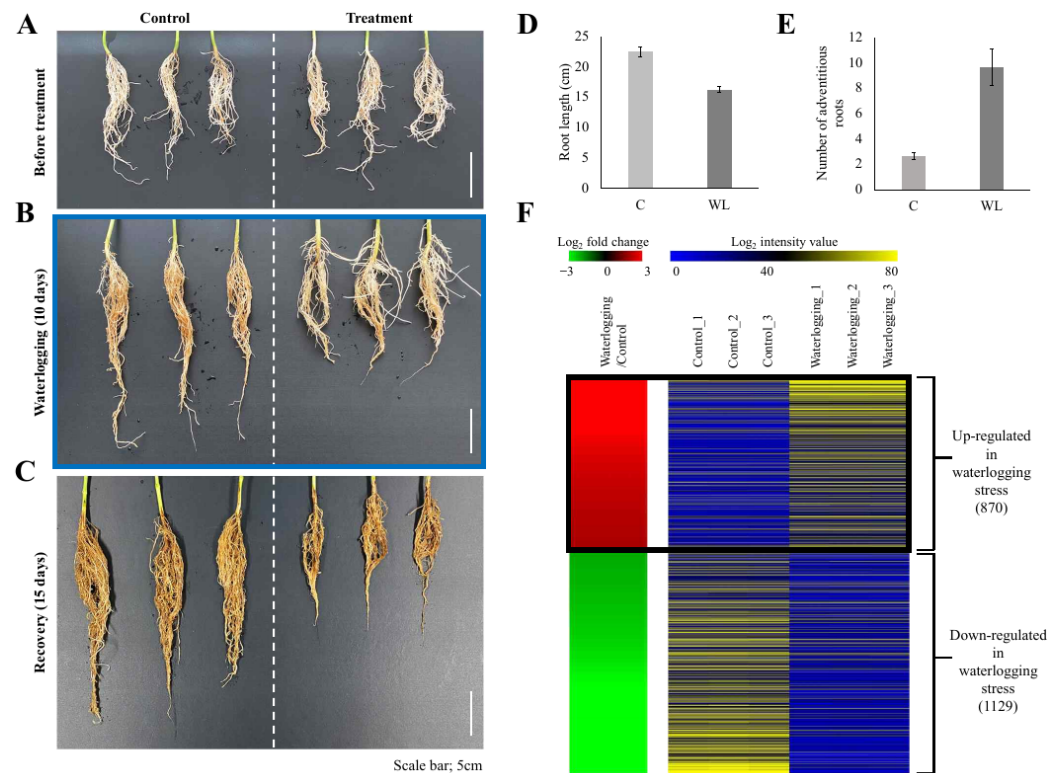 A
Control
Treatment
Before treatment
B
Waterlogging (10 days)
C
Recovery (15 days)
Scale bar; 5cm
D
Root length (cm)
25
20
15
10
5
0
C
WL
E
Number of adventitious
roots
12
10
8
6
4
2
0
C
WL
F
Log2 fold change
−3
0
3
Log2 intensity value
0
40
80
Waterlogging
/Control
Control_1
Control_2
Control_3
Waterlogging_1
Waterlogging_2
Waterlogging_3
Up-regulated
in
waterlogging
stress
(870)
Down-regulated
in
waterlogging
stress
(1129)